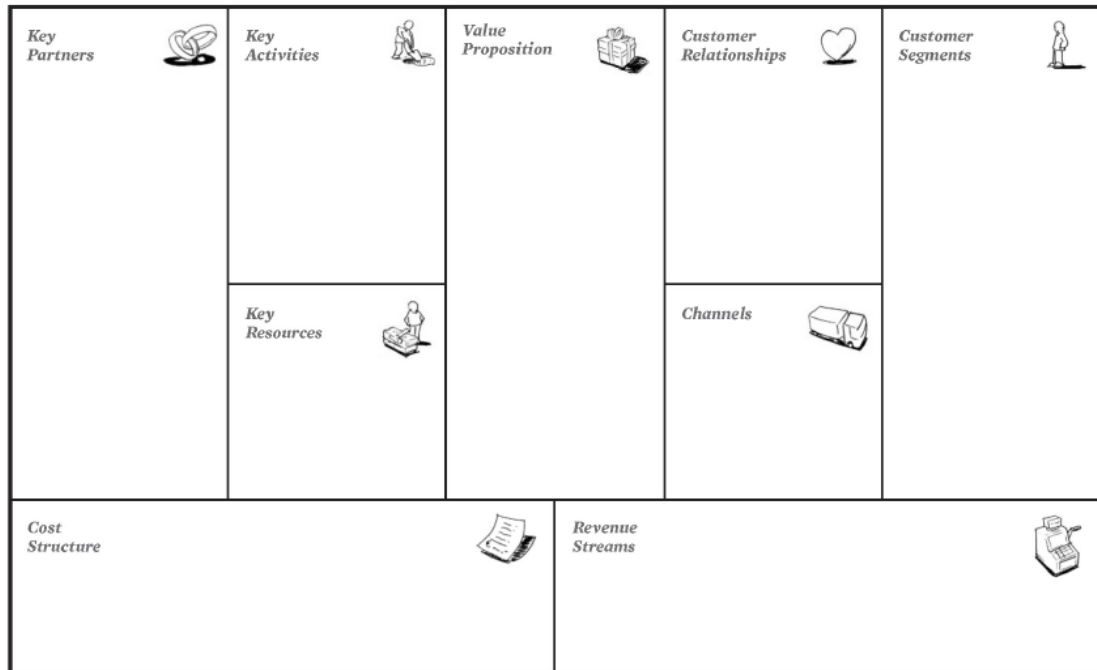 Key
Partners
Key
Activities
Value
Proposition
Customer
Relationships
Customer
Segments
Key
Resources
Channels
Cost
Structure
Revenue
Streams